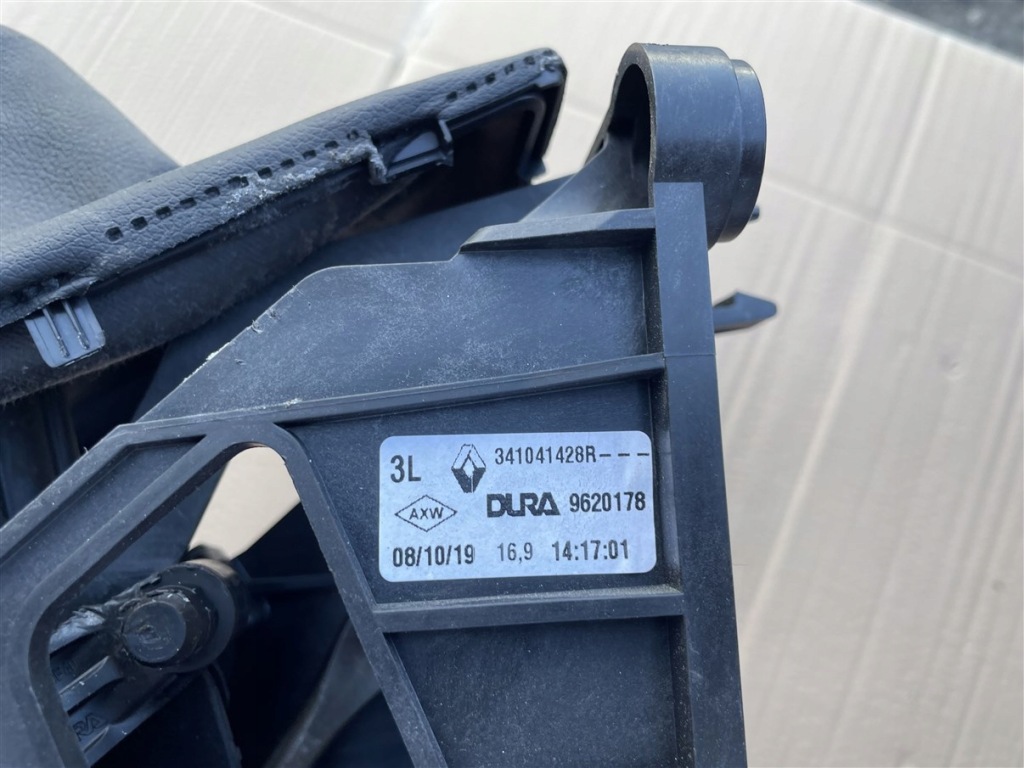 3L 341041428R---
AXW DURA 9620178
08/10/19 16,9 14:17:01